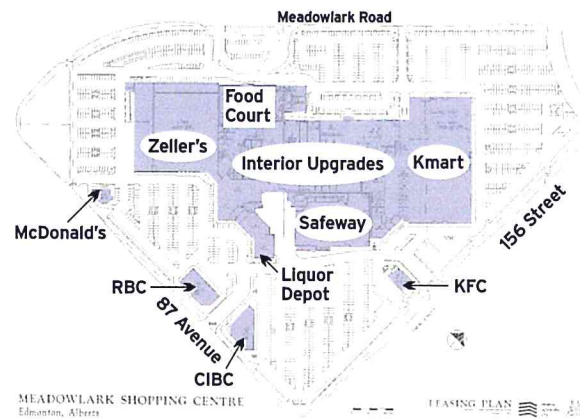 Meadowlark Road
Food
Court
Zeller's
Interior Upgrades
Kmart
Safeway
McDonald's
156 Street
Liquor
Depot
RBC
KFC
87 Avenue
CIBC
MEADOWLARK SHOPPING CENTRE
Edmonton, Alberta
LEASING PLAN